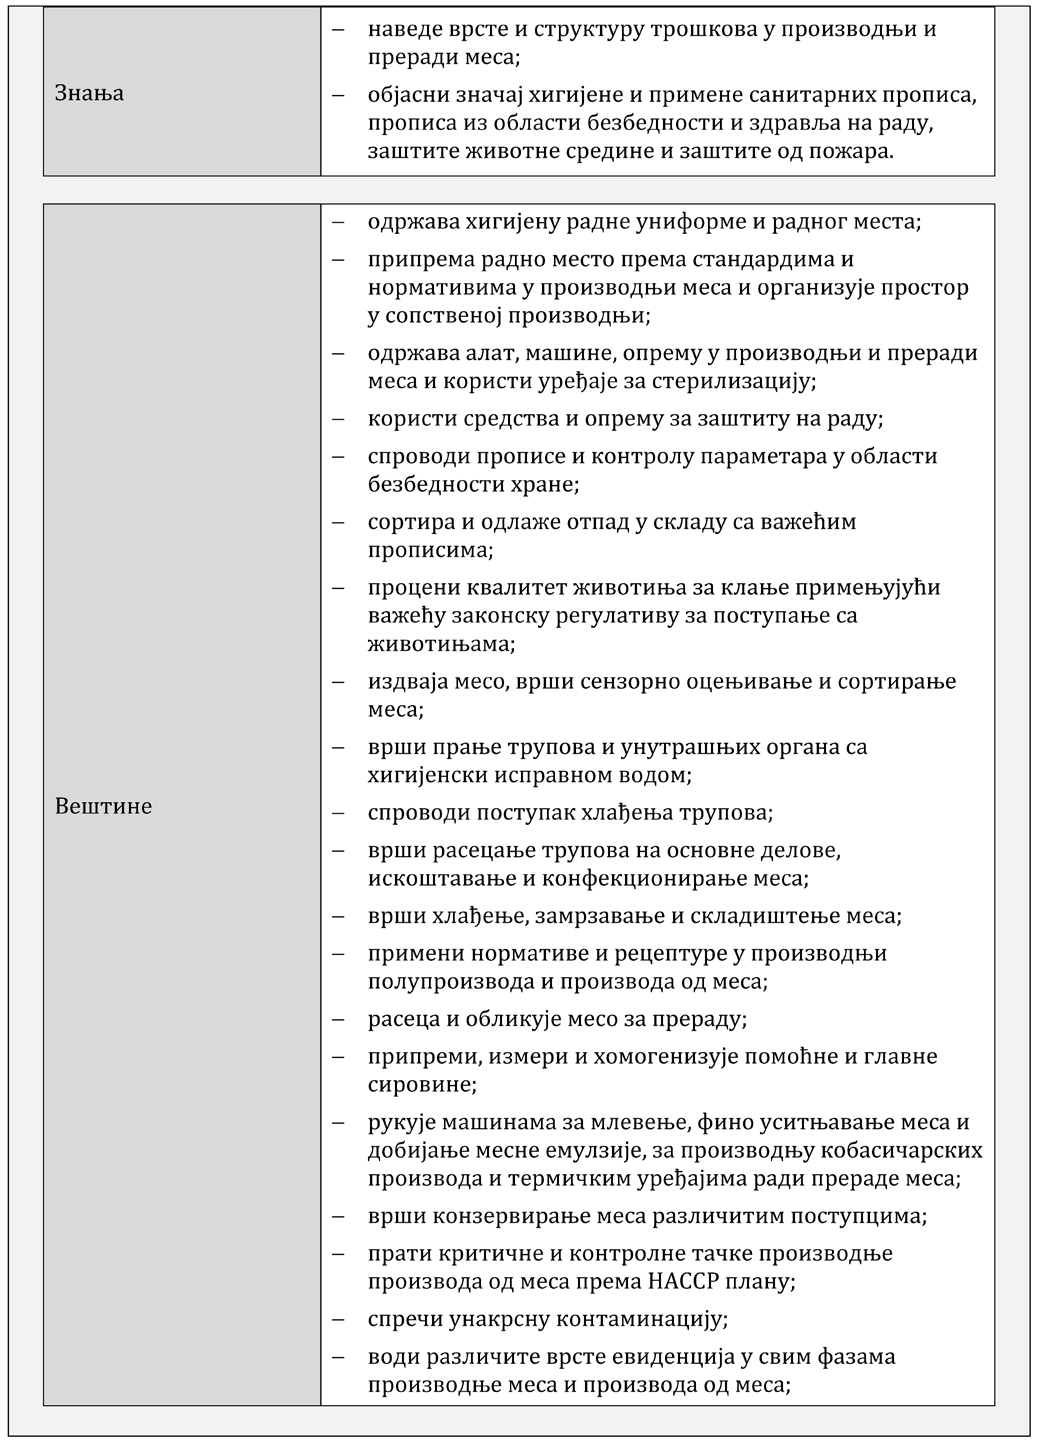 Знања
– наведе врсте и структуру трошкова у производњи и
преради меса;
– објасни значај хигијене и примене санитарних прописа,
прописа из области безбедности и здравља на раду,
заштите животне средине и заштите од пожара.
Вештине
– одржава хигијену радне униформе и радног места;
– припрема радно место према стандардима и
нормативима у производњи меса и организује простор
у сопственој производњи;
– одржава алат, машине, опрему у производњи и преради
меса и користи уређаје за стерилизацију;
– користи средства и опрему за заштиту на раду;
– спроводи прописе и контролу параметара у области
безбедности хране;
– сортира и одлаже отпад у складу са важећим
прописима;
– процени квалитет животиња за клање примењујући
важећу законску регулативу за поступање са
животињама;
– издваја месо, врши сензорно оцењивање и сортирање
меса;
– врши прање трупова и унутрашњих органа са
хигијенски исправном водом;
– спроводи поступак хлађења трупова;
– врши расецање трупова на основне делове,
искоштавање и конфекционирање меса;
– врши хлађење, замрзавање и складиштење меса;
– примени нормативе и рецептуре у производњи
полупроизвода и производа од меса;
– расеца и обликује месо за прераду;
– припреми, измери и хомогенизује помоћне и главне
сировине;
– рукује машинама за млевење, фино уситњавање меса и
добијање месне емулзије, за производњу кобасичарских
производа и термичким уређајима ради прераде меса;
– врши конзервирање меса различитим поступцима;
– прати критичне и контролне тачке производње
производа од меса према НАССР плану;
– спречи унакрсну контаминацију;
– води различите врсте евиденција у свим фазама
производње меса и производа од меса;